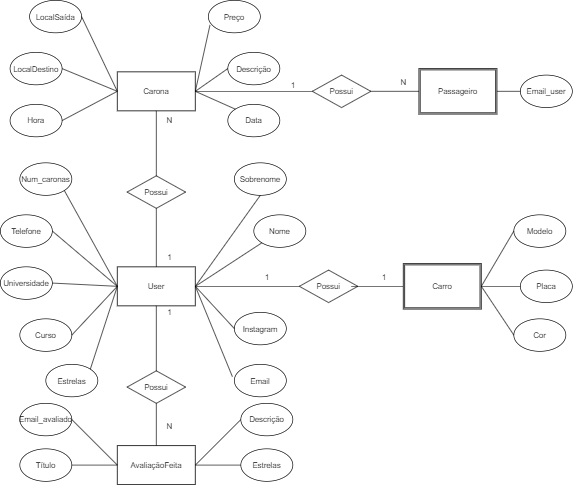 LocalSaída
Preço
LocalDestino
Descrição
Carona
1
Possui
N
Passageiro
Email_user
Hora
Data
N
Num_caronas
Possui
Sobrenome
Telefone
Nome
Modelo
1
Universidade
User
1
Possui
1
Carro
Placa
1
Curso
Instagram
Cor
Estrelas
Possui
Email
Email_avaliado
N
Descrição
Título
AvaliaçãoFeita
Estrelas